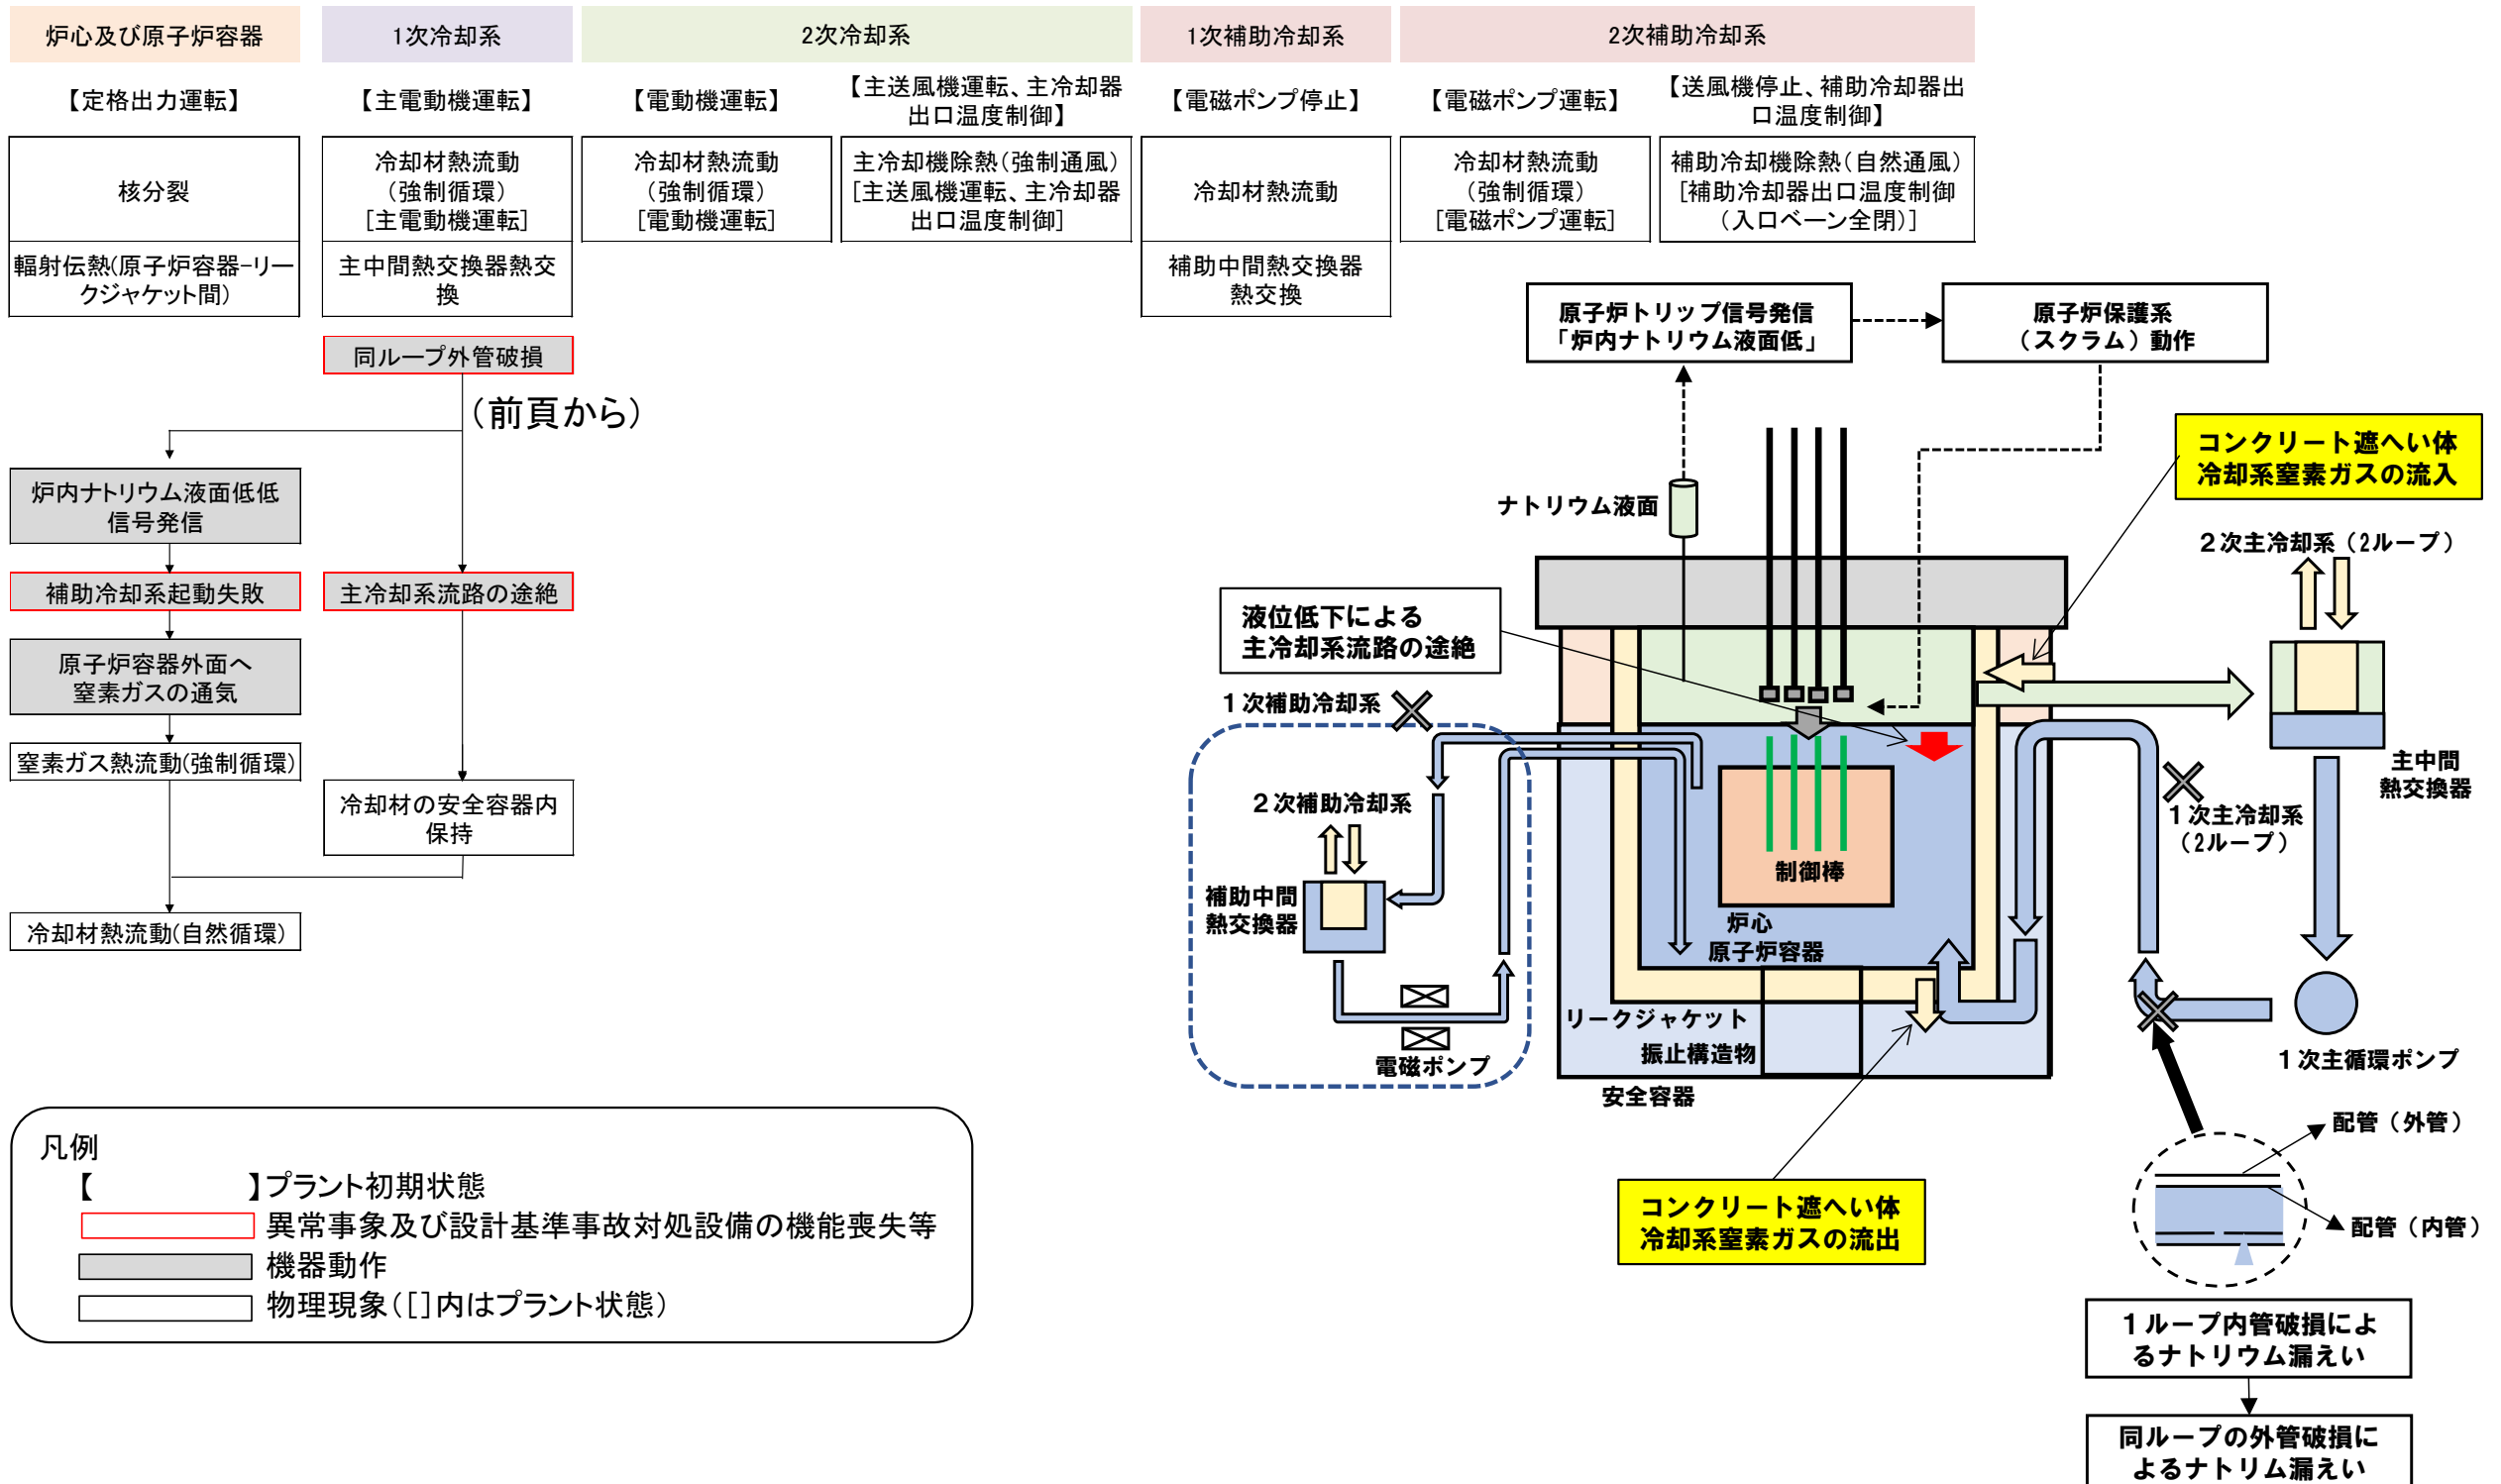 炉心及び原子炉容器
1次冷却系
2次冷却系
1次補助冷却系
2次補助冷却系
【定格出力運転】
【主電動機運転】
【電動機運転】
【主送風機運転、主冷却器
出口温度制御】
【電磁ポンプ停止】
【電磁ポンプ運転】
【送風機停止、補助冷却器出
口温度制御】
核分裂
冷却材熱流動
（強制循環）
[主電動機運転]
冷却材熱流動
（強制循環）
[電動機運転]
主冷却機除熱（強制通風）
[主送風機運転、主冷却器
出口温度制御]
冷却材熱流動
冷却材熱流動
（強制循環）
[電磁ポンプ運転]
補助冷却機除熱（自然通風）
[補助冷却器出口温度制御
（入口ベーン全閉）]
輻射伝熱(原子炉容器-リー
クジャケット間)
主中間熱交換器熱交
換
補助中間熱交換器
熱交換
同ループ外管破損
（前頁から）
炉内ナトリウム液面低低
信号発信
補助冷却系起動失敗
主冷却系流路の途絶
原子炉容器外面へ
窒素ガスの通気
窒素ガス熱流動(強制循環)
冷却材の安全容器内
保持
冷却材熱流動(自然循環)
原子炉トリップ信号発信
「炉内ナトリウム液面低」
原子炉保護系
（スクラム）動作
コンクリート遮へい体
冷却系窒素ガスの流入
ナトリウム液面
２次主冷却系（2ループ）
液位低下による
主冷却系流路の途絶
１次補助冷却系
主中間
熱交換器
２次補助冷却系
１次主冷却系
（2ループ）
制御棒
補助中間
熱交換器
炉心
原子炉容器
リークジャケット
振止構造物
電磁ポンプ
１次主循環ポンプ
安全容器
配管（外管）
コンクリート遮へい体
冷却系窒素ガスの流出
配管（内管）
１ループ内管破損によ
るナトリウム漏えい
同ループの外管破損に
よるナトリム漏えい
凡例
【 】プラント初期状態
異常事象及び設計基準事故対処設備の機能喪失等
機器動作
物理現象（[]内はプラント状態）